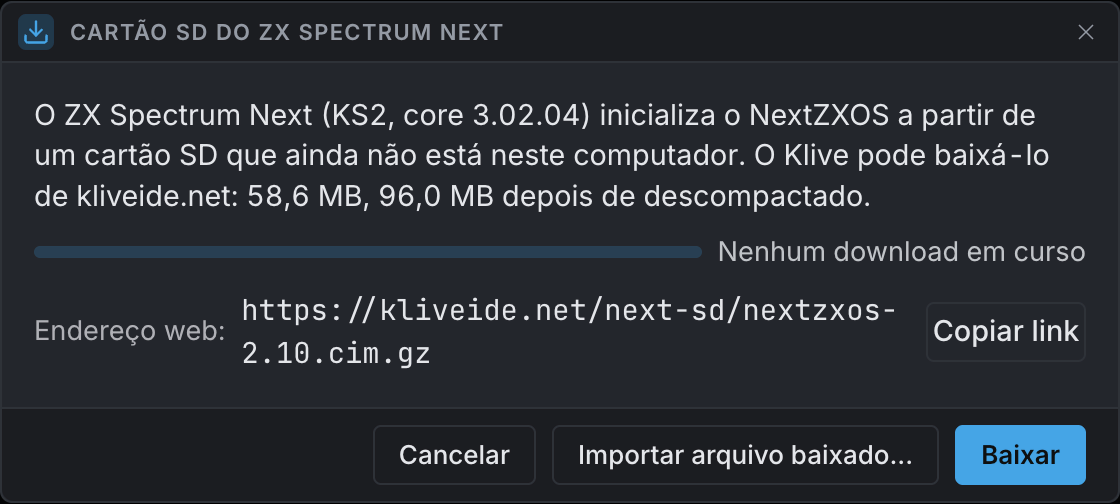 CARTÃO SD DO ZX SPECTRUM NEXT
O ZX Spectrum Next (KS2, core 3.02.04) inicializa o NextZXOS a partir de
um cartão SD que ainda não está neste computador. O Klive pode baixá-lo
de kliveide.net: 58,6 MB, 96,0 MB depois de descompactado.
Nenhum download em curso
Endereço web:
https://kliveide.net/next-sd/nextzxos-
2.10.cim.gz
Copiar link
Cancelar
Importar arquivo baixado...
Baixar